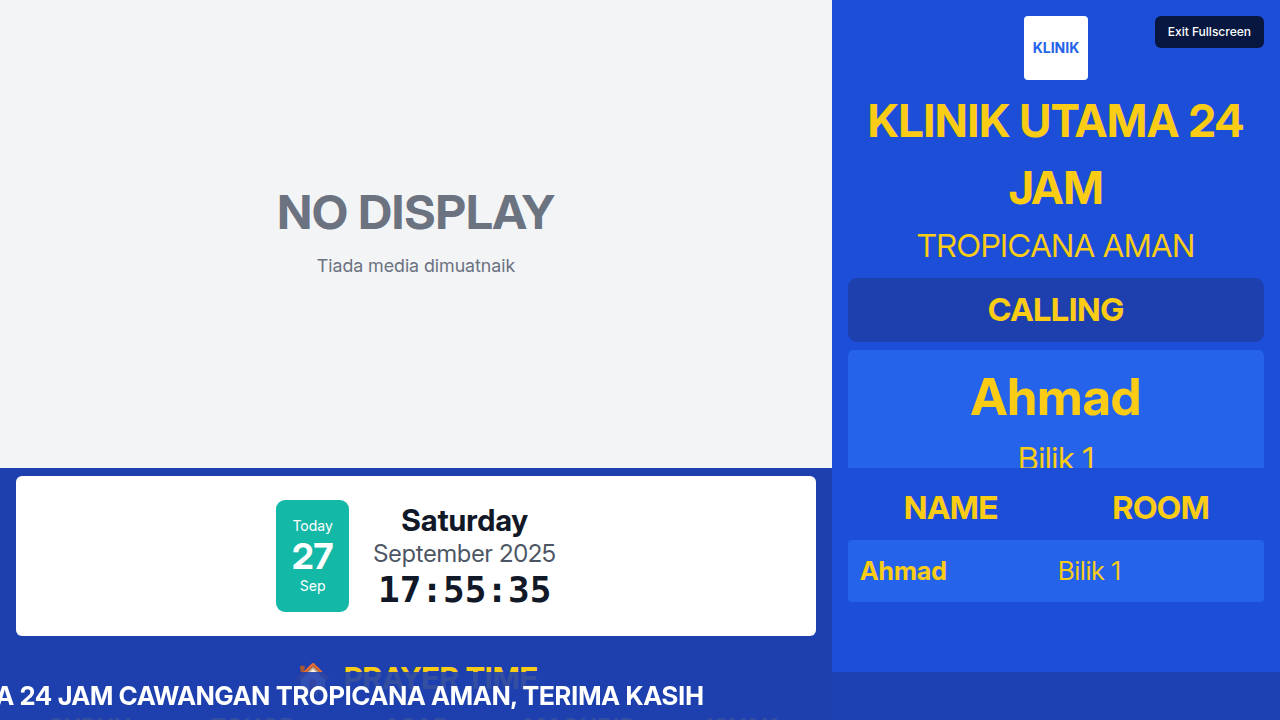 NO DISPLAY
Tiada media dimuatnaik
KLINIK
Exit Fullscreen
KLINIK UTAMA 24
JAM
TROPICANA AMAN
CALLING
Ahmad
Bilik 1
NAME ROOM
Ahmad Bilik 1
Today
27
Sep
Saturday
September 2025
17:55:35
PRAYER TIME
A 24 JAM CAWANGAN TROPICANA AMAN, TERIMA KASIH